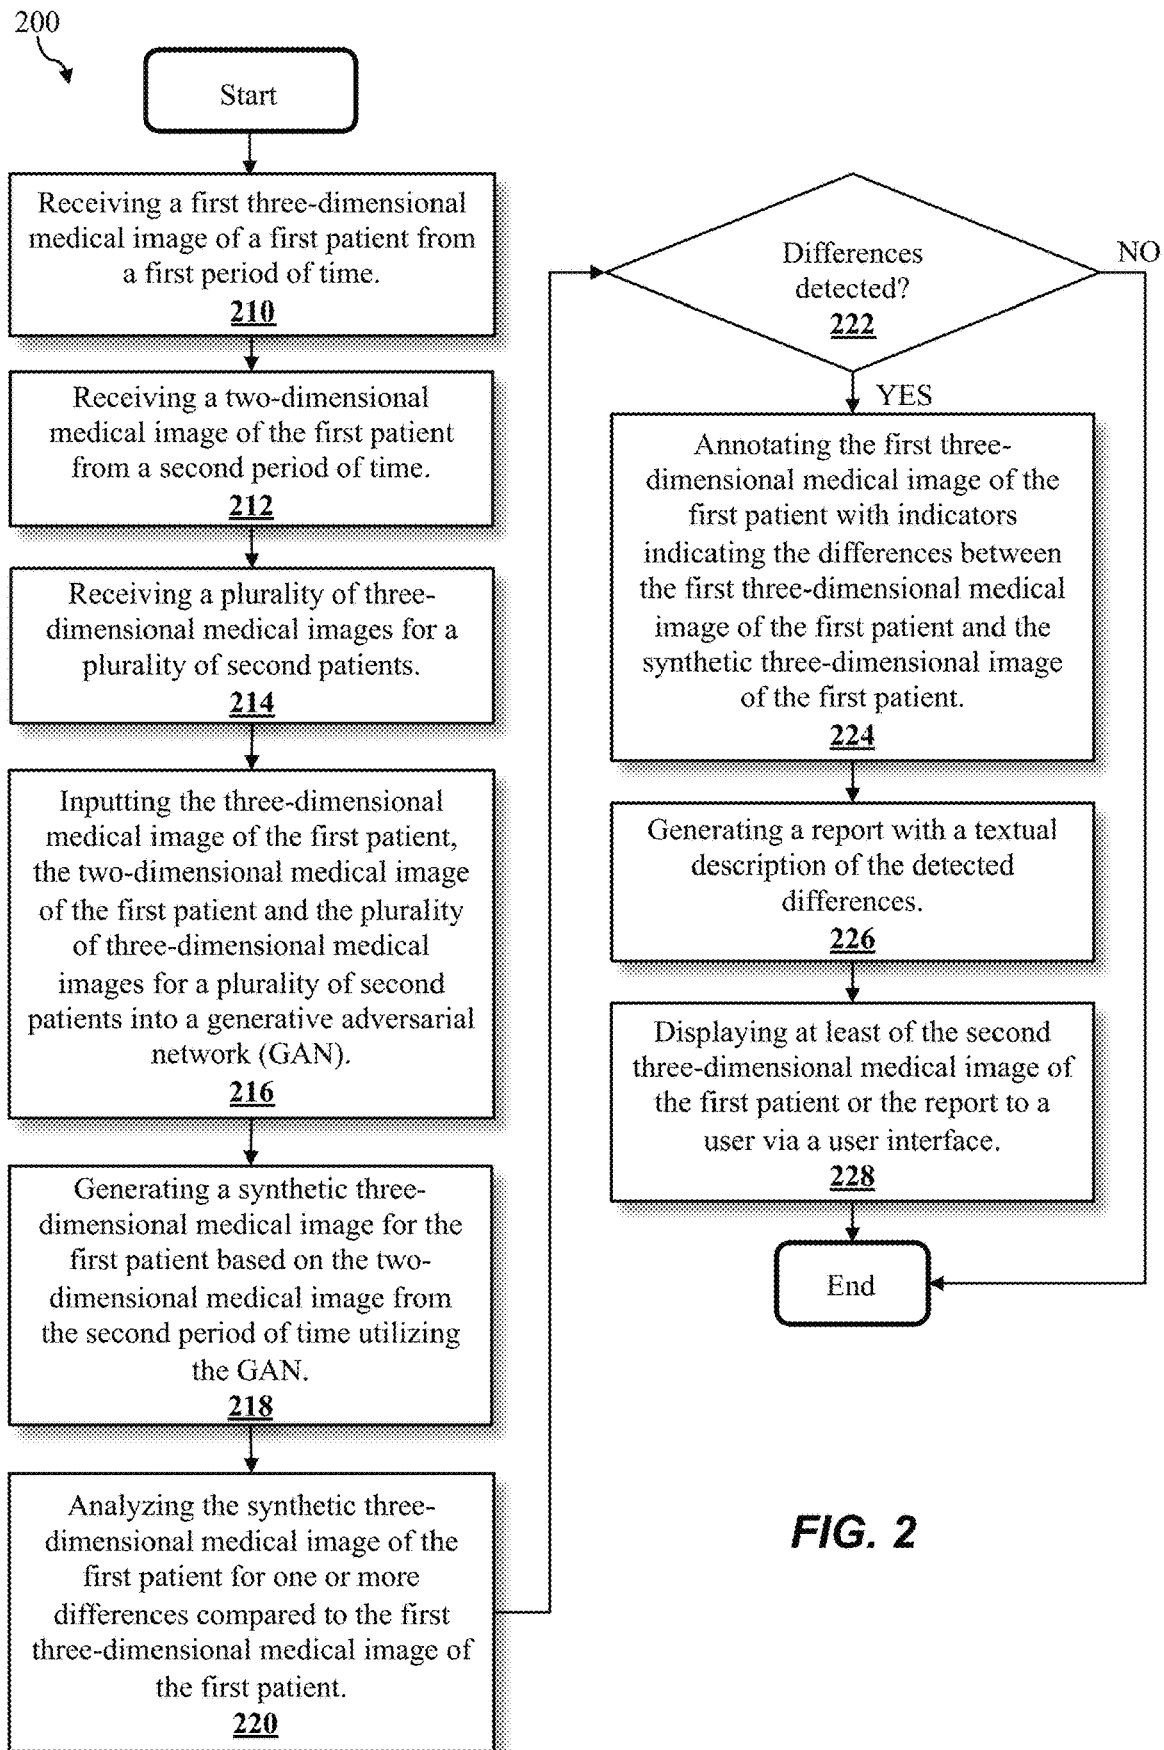 200
Start
Receiving a first three-dimensional
medical image of a first patient from
a first period of time.
210
Receiving a two-dimensional
medical image of the first patient
from a second period of time.
212
Receiving a plurality of three-
dimensional medical images for a
plurality of second patients.
214
Inputting the three-dimensional
medical image of the first patient,
the two-dimensional medical image
of the first patient and the plurality
of three-dimensional medical
images for a plurality of second
patients into a generative adversarial
network (GAN).
216
Generating a synthetic three-
dimensional medical image for the
first patient based on the two-
dimensional medical image from
the second period of time utilizing
the GAN.
218
Analyzing the synthetic three-
dimensional medical image of the
first patient for one or more
differences compared to the first
three-dimensional medical image of
the first patient.
220
Differences
detected?
222
NO
YES
Annotating the first three-
dimensional medical image of the
first patient with indicators
indicating the differences between
the first three-dimensional medical
image of the first patient and the
synthetic three-dimensional image
of the first patient.
224
Generating a report with a textual
description of the detected
differences.
226
Displaying at least of the second
three-dimensional medical image of
the first patient or the report to a
user via a user interface.
228
End
FIG. 2